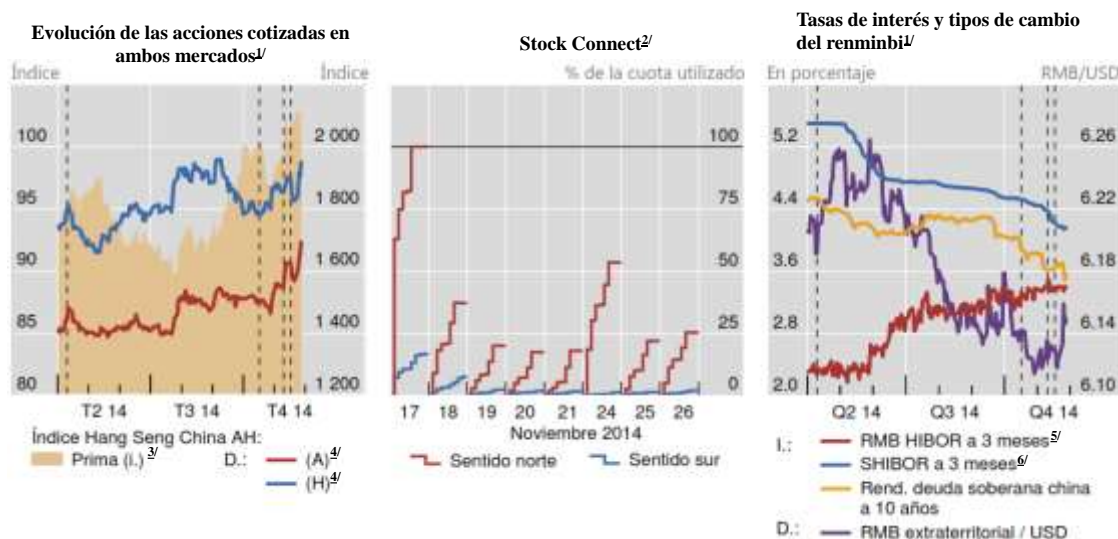 Evolución de las acciones cotizadas en
ambos mercados1/
Índice
Índice
100
95
90
85
80
2 000
1 800
1 600
1 400
1 200
T2 14
T3 14
T4 14
Índice Hang Seng China AH:
Prima (i.) 3/
D.:
(A)4/
(H)4/
Stock Connect2/
% de la cuota utilizado
100
75
50
25
0
17
18
19
20
21
24
25
26
Noviembre 2014
Sentido norte
Sentido sur
Tasas de interés y tipos de cambio
del renminbi1/
En porcentaje
RMB/USD
5.2
4.4
3.6
2.8
2.0
6.26
6.22
6.18
6.14
6.10
Q2 14
Q3 14
Q4 14
I.:
RMB HIBOR a 3 meses5/
SHIBOR a 3 meses6/
Rend. deuda soberana china
a 10 años
D.:
RMB extraterritorial / USD